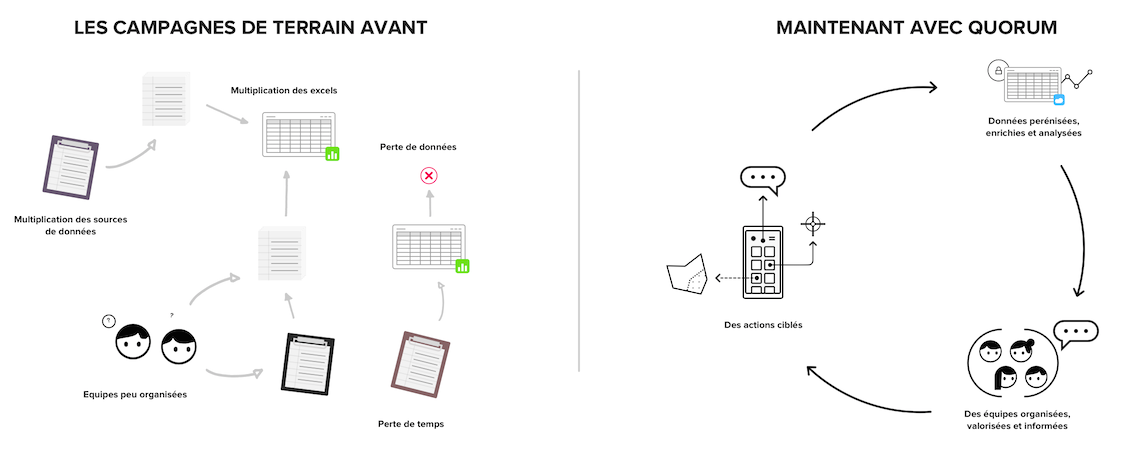 LES CAMPAGNES DE TERRAIN AVANT
Multiplication des excels
Perte de données
Multiplication des sources
de données
?
?
Equipes peu organisées
Perte de temps
MAINTENANT AVEC QUORUM
Données perénisées,
enrichies et analysées
Des actions ciblés
Des équipes organisées,
valorisées et informées